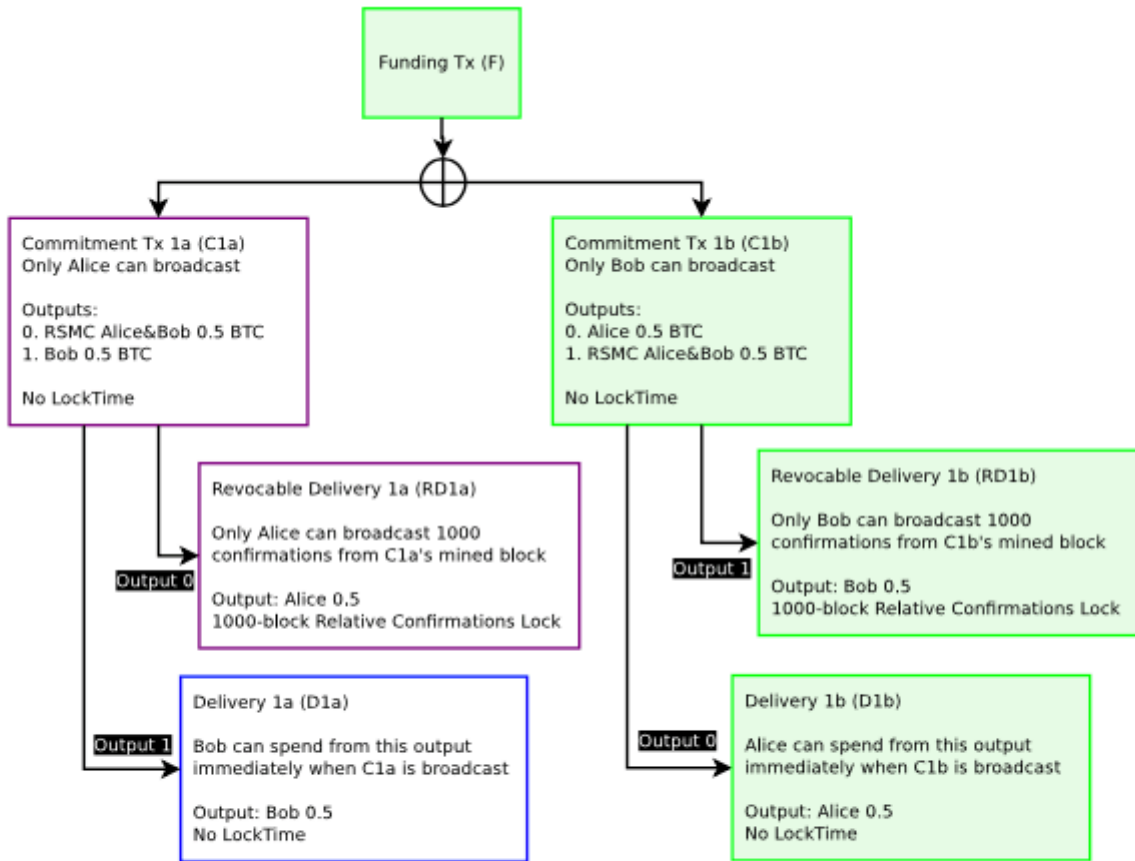 Funding Tx (F)
Commitment Tx 1a (C1a)
Only Alice can broadcast
Outputs:
0. RSMC Alice&Bob 0.5 BTC
1. Bob 0.5 BTC
No LockTime
Commitment Tx 1b (C1b)
Only Bob can broadcast
Outputs:
0. Alice 0.5 BTC
1. RSMC Alice&Bob 0.5 BTC
No LockTime
Revocable Delivery 1a (RD1a)
Only Alice can broadcast 1000
confirmations from C1a's mined block
Output: Alice 0.5
1000-block Relative Confirmations Lock
Output 0
Revocable Delivery 1b (RD1b)
Only Bob can broadcast 1000
confirmations from C1b's mined block
Output: Bob 0.5
1000-block Relative Confirmations Lock
Output 1
Delivery 1a (D1a)
Bob can spend from this output
immediately when C1a is broadcast
Output: Bob 0.5
No LockTime
Output 1
Delivery 1b (D1b)
Alice can spend from this output
immediately when C1b is broadcast
Output: Alice 0.5
No LockTime
Output 0